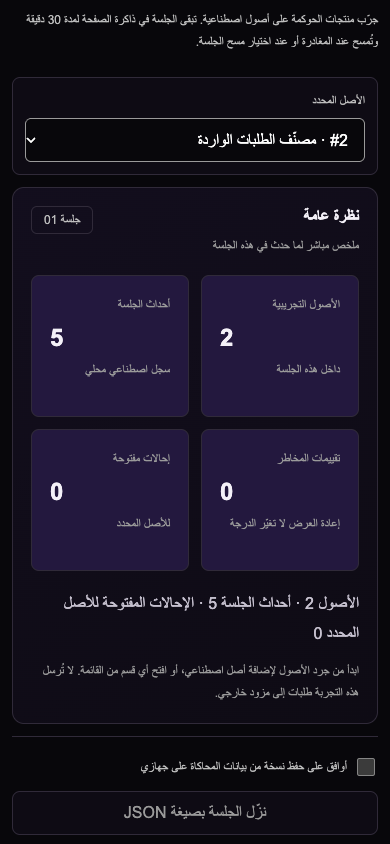 جرّب منتجات الحوكمة على أصول اصطناعية. تبقى الجلسة في ذاكرة الصفحة لمدة 30 دقيقة
وتُمسح عند المغادرة أو عند اختيار مسح الجلسة.
الأصل المحدد
#2 · مصنّف الطلبات الواردة
نظرة عامة
جلسة 01
ملخص مباشر لما حدث في هذه الجلسة
الأصول التجريبية
2
داخل هذه الجلسة
أحداث الجلسة
5
سجل اصطناعي محلي
تقييمات المخاطر
0
إعادة العرض لا تغيّر الدرجة
إحالات مفتوحة
0
للأصل المحدد
الأصول 2 · أحداث الجلسة 5 · الإحالات المفتوحة للأصل
المحدد 0
ابدأ من جرد الأصول لإضافة أصل اصطناعي، أو افتح أي قسم من القائمة. لا تُرسل
هذه التجربة طلبات إلى مزود خارجي.
أوافق على حفظ نسخة من بيانات المحاكاة على جهازي
نزّل الجلسة بصيغة JSON